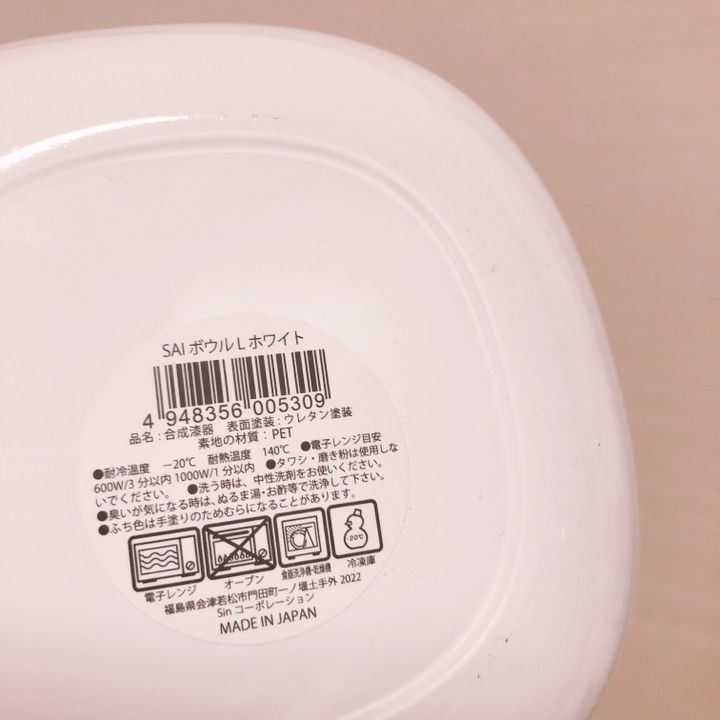 SAI ボウル L ホワイト
4 948356 005309
品名 : 合成漆器　表面塗装 : ウレタン塗装
素地の材質 : PET
●耐冷温度　－20℃　耐熱温度　140℃　●電子レンジ目安
600W/3 分以内 1000W/1 分以内　●タワシ・磨き粉は使用しな
いでください。　●洗う時は、中性洗剤をお使いください。
●臭いが気になる時は、ぬるま湯・お酢等で洗浄して下さい。
●ふち色は手塗りのためむらになることがあります。
-20℃
電子レンジ　オーブン　食器洗浄機・乾燥機　冷凍庫
福島県会津若松市門田町一ノ堰土手外 2022
Sin コーポレーション
MADE IN JAPAN